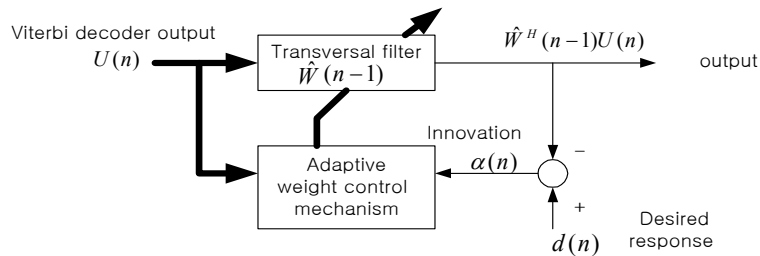 Viterbi decoder output
U(n)
Transversal filter
Ŵ(n−1)
Ŵ^H(n−1)U(n)
output
Innovation
α(n)
−
Adaptive
weight control
mechanism
+
d(n)
Desired
response